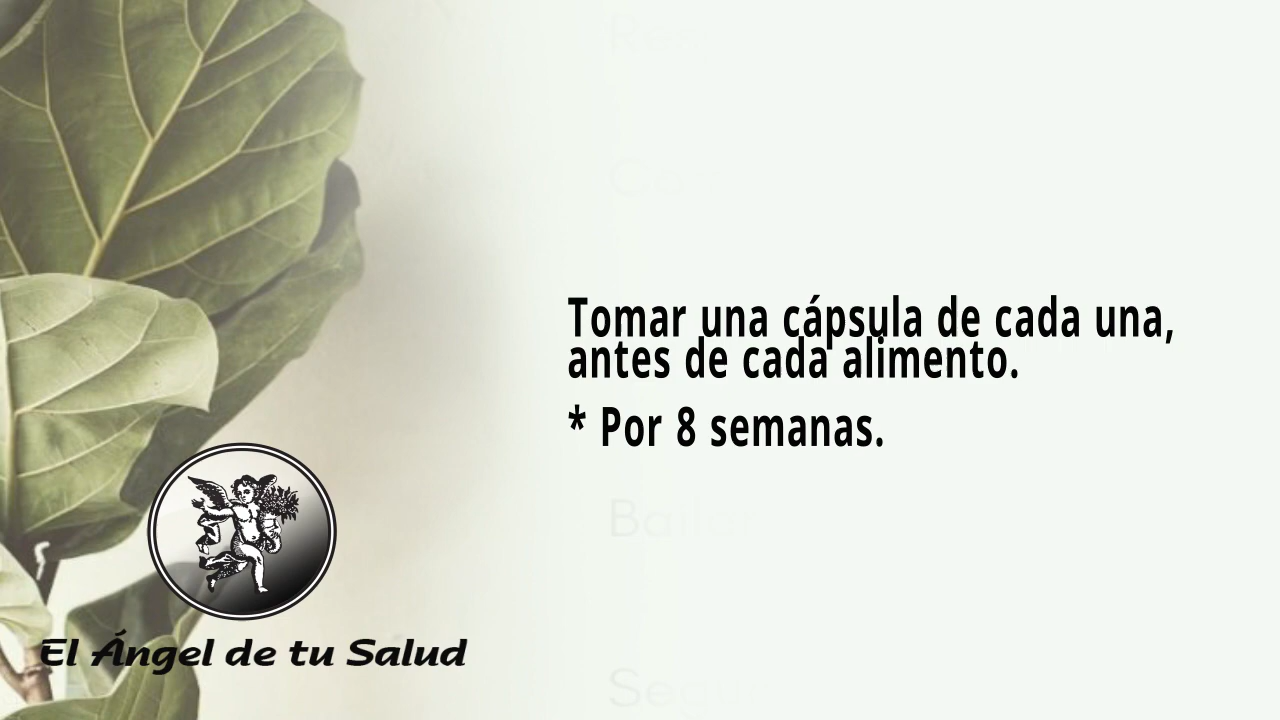 Tomar una cápsula de cada una,
antes de cada alimento.
* Por 8 semanas.
El Ángel de tu Salud